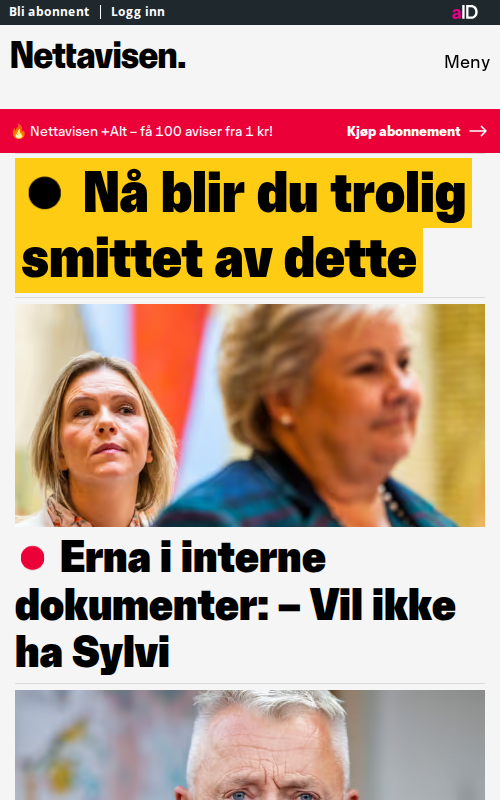 Bli abonnent | Logg inn
aID
Nettavisen.
Meny
🔥 Nettavisen +Alt – få 100 aviser fra 1 kr!
Kjøp abonnement →
Nå blir du trolig
smittet av dette
Erna i interne
dokumenter: – Vil ikke
ha Sylvi